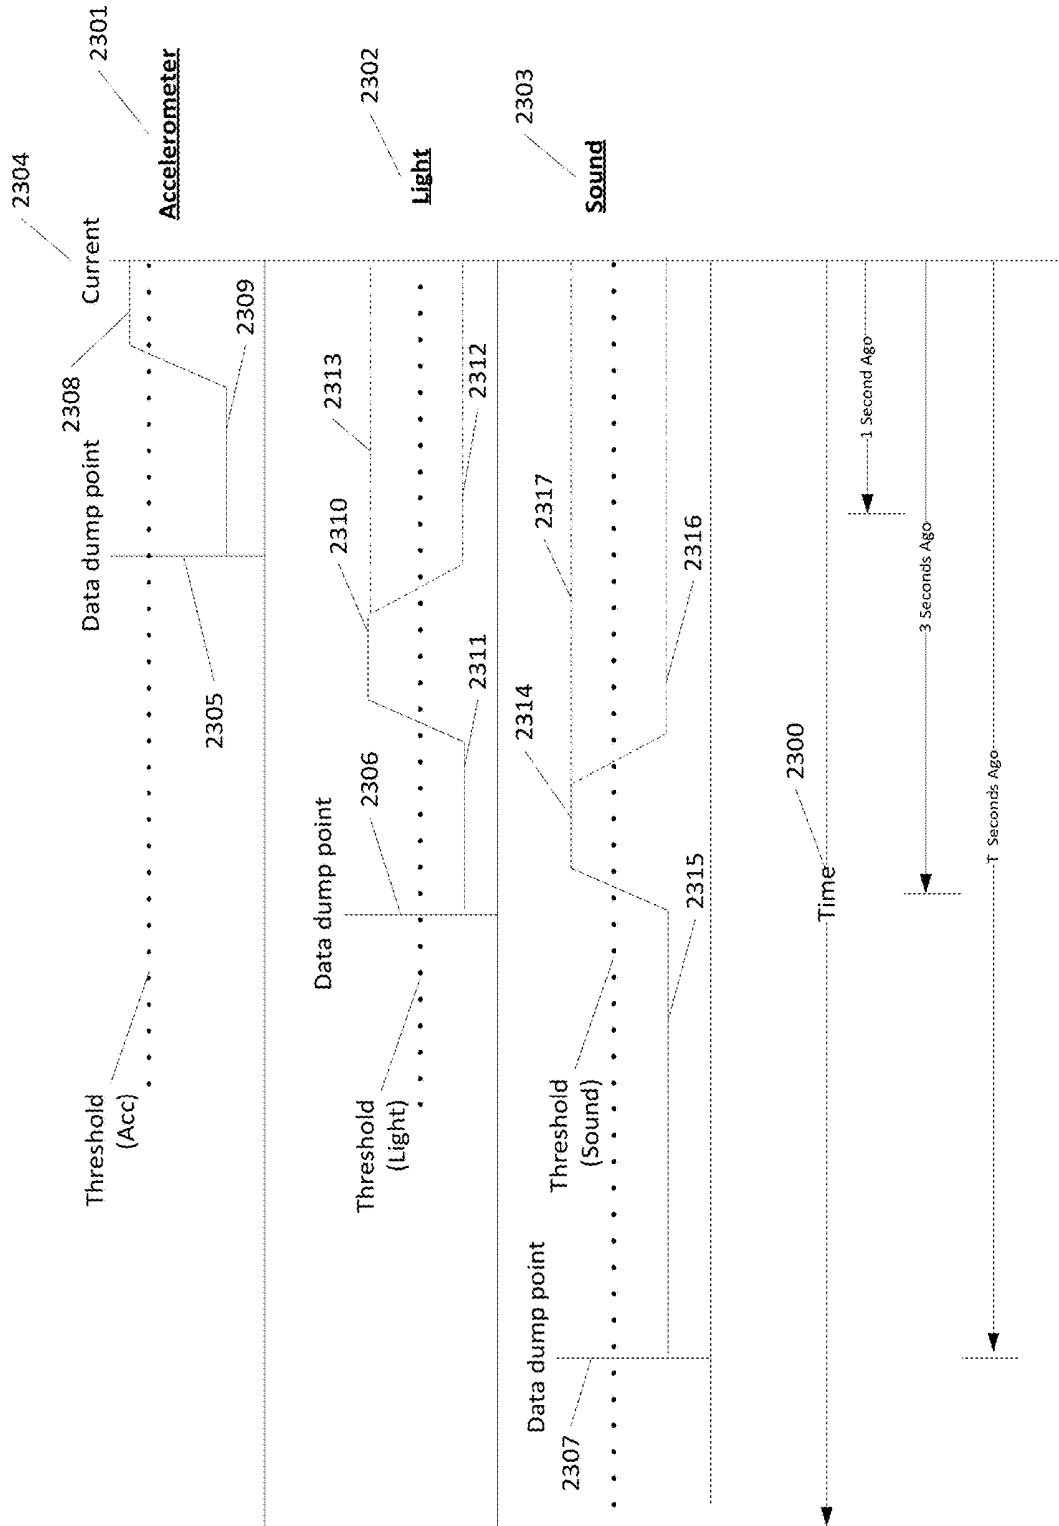 2304
2301
Current
Accelerometer
2308
2309
Data dump point
2305
Threshold
(Acc)
2302
Light
2313
2312
2310
2311
2306
Data dump point
Threshold
(Light)
2303
Sound
2317
2316
2314
2315
Threshold
(Sound)
Data dump point
2307
2300
Time
1 Second Ago
3 Seconds Ago
T Seconds Ago